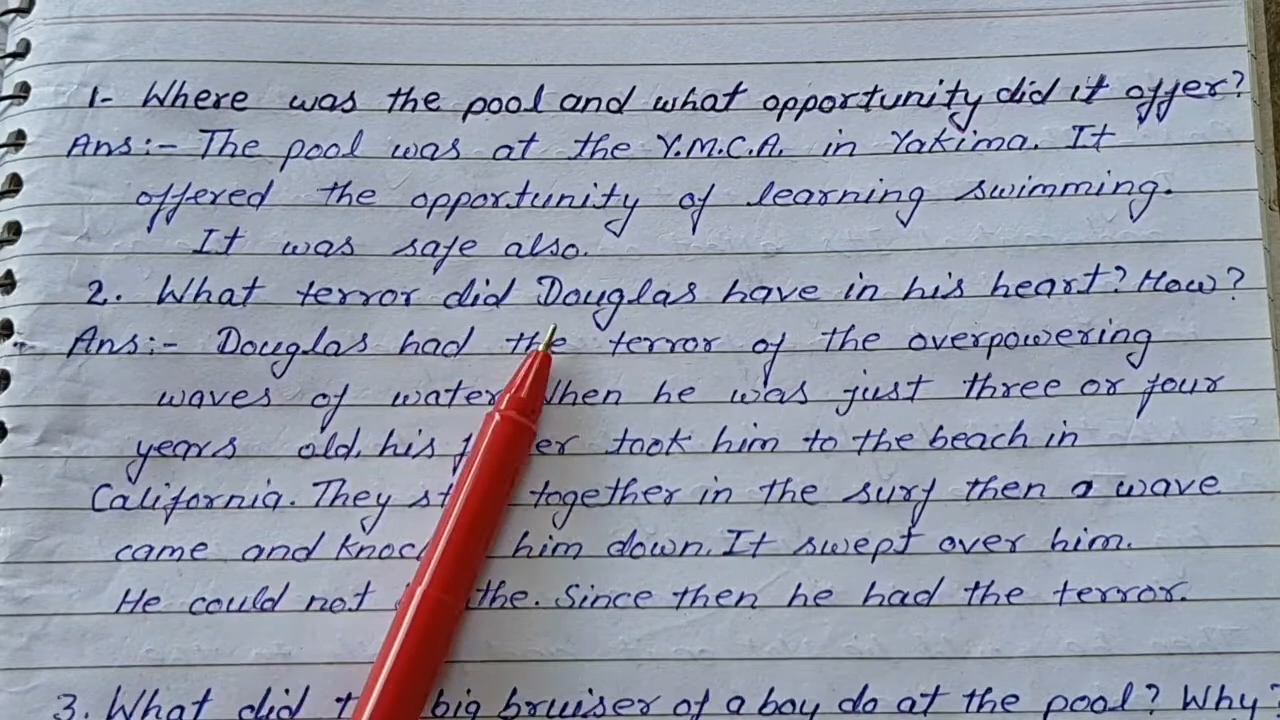 1- Where was the pool and what opportunity did it offer?
Ans:- The pool was at the Y.M.C.A. in Yakima. It
offered the opportunity of learning swimming.
It was safe also.
2. What terror did Douglas have in his heart? How?
Ans:- Douglas had the terror of the overpowering
waves of water When he was just three or four
years old, his took him to the beach in
California. They together in the surf then a wave
came and him down. It swept over him.
He could not Since then he had the terror.
3. What did big bruiser of a boy do at the pool? Why?